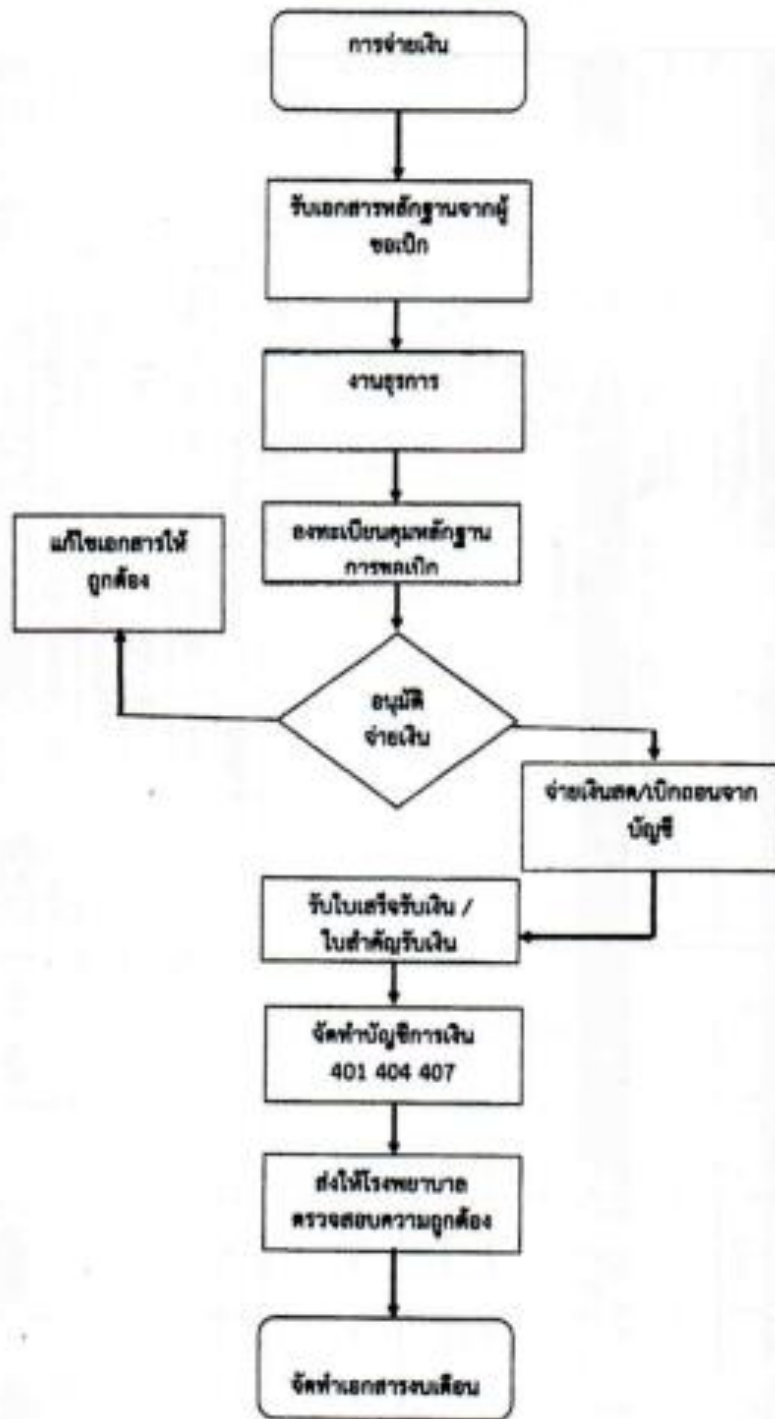 การจ่ายเงิน
รับเอกสารหลักฐานจากผู้
ขอเบิก
งานธุรการ
ลงทะเบียนคุมหลักฐาน
การขอเบิก
แก้ไขเอกสารให้
ถูกต้อง
อนุมัติ
จ่ายเงิน
จ่ายเงินสด/เบิกถอนจาก
บัญชี
รับใบเสร็จรับเงิน /
ใบสำคัญรับเงิน
จัดทำบัญชีการเงิน
401 404 407
ส่งให้โรงพยาบาล
ตรวจสอบความถูกต้อง
จัดทำเอกสารงบเดือน